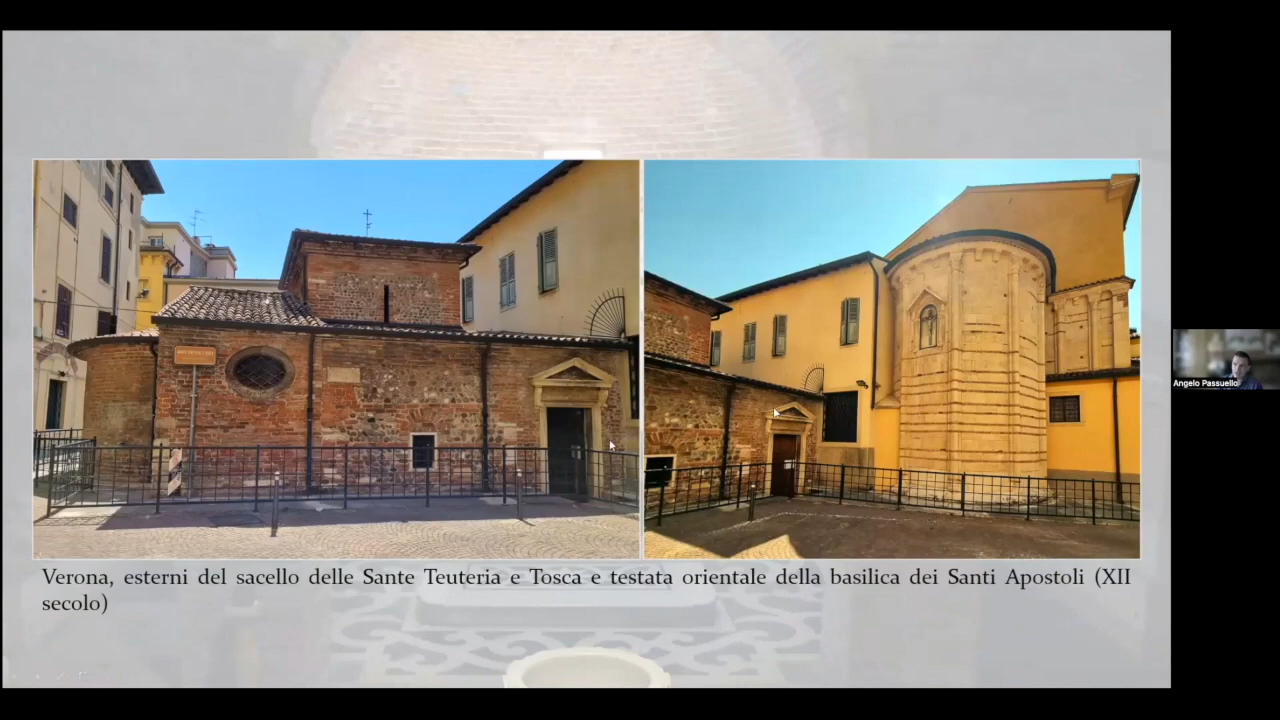 Verona, esterni del sacello delle Sante Teuteria e Tosca e testata orientale della basilica dei Santi Apostoli (XII
secolo)
Angelo Passuello